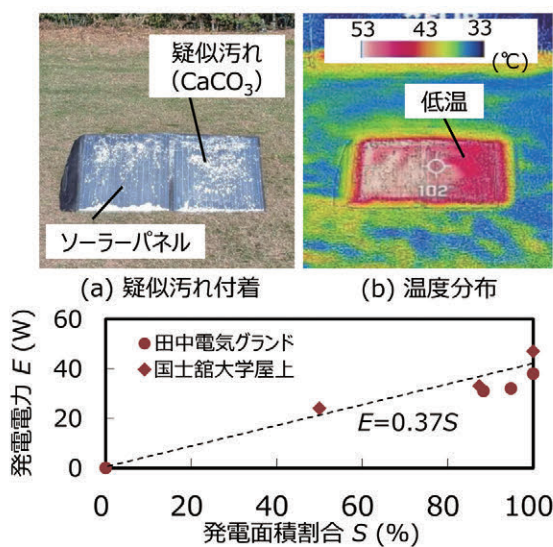 疑似汚れ
(CaCO3)
ソーラーパネル
(a) 疑似汚れ付着
53 43 33
(℃)
低温
102
(b) 温度分布
発電電力 E (W)
60
40
20
0
田中電気グランド
国士舘大学屋上
E=0.37S
0 20 40 60 80 100
発電面積割合 S (%)